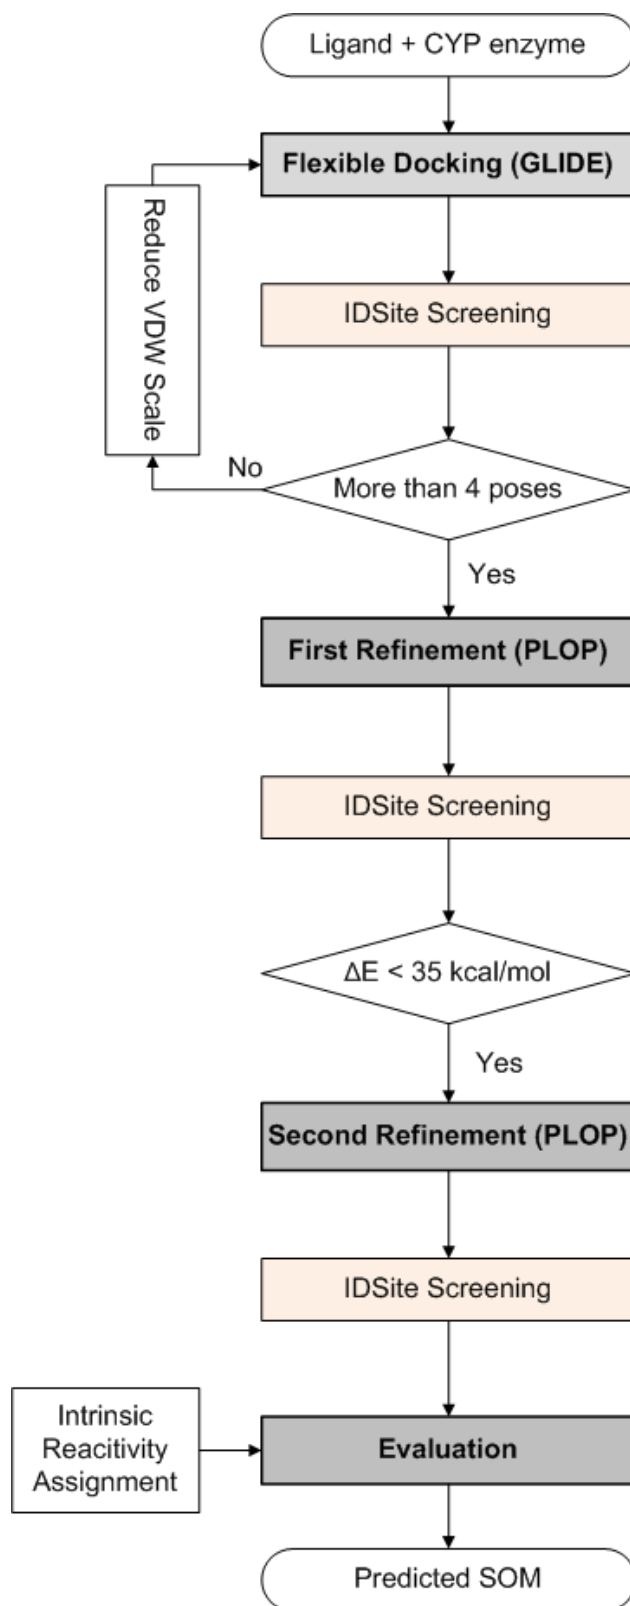 Ligand + CYP enzyme
Flexible Docking (GLIDE)
Reduce VDW Scale
IDSite Screening
No
More than 4 poses
Yes
First Refinement (PLOP)
IDSite Screening
ΔE < 35 kcal/mol
Yes
Second Refinement (PLOP)
IDSite Screening
Intrinsic
Reacitivity
Assignment
Evaluation
Predicted SOM